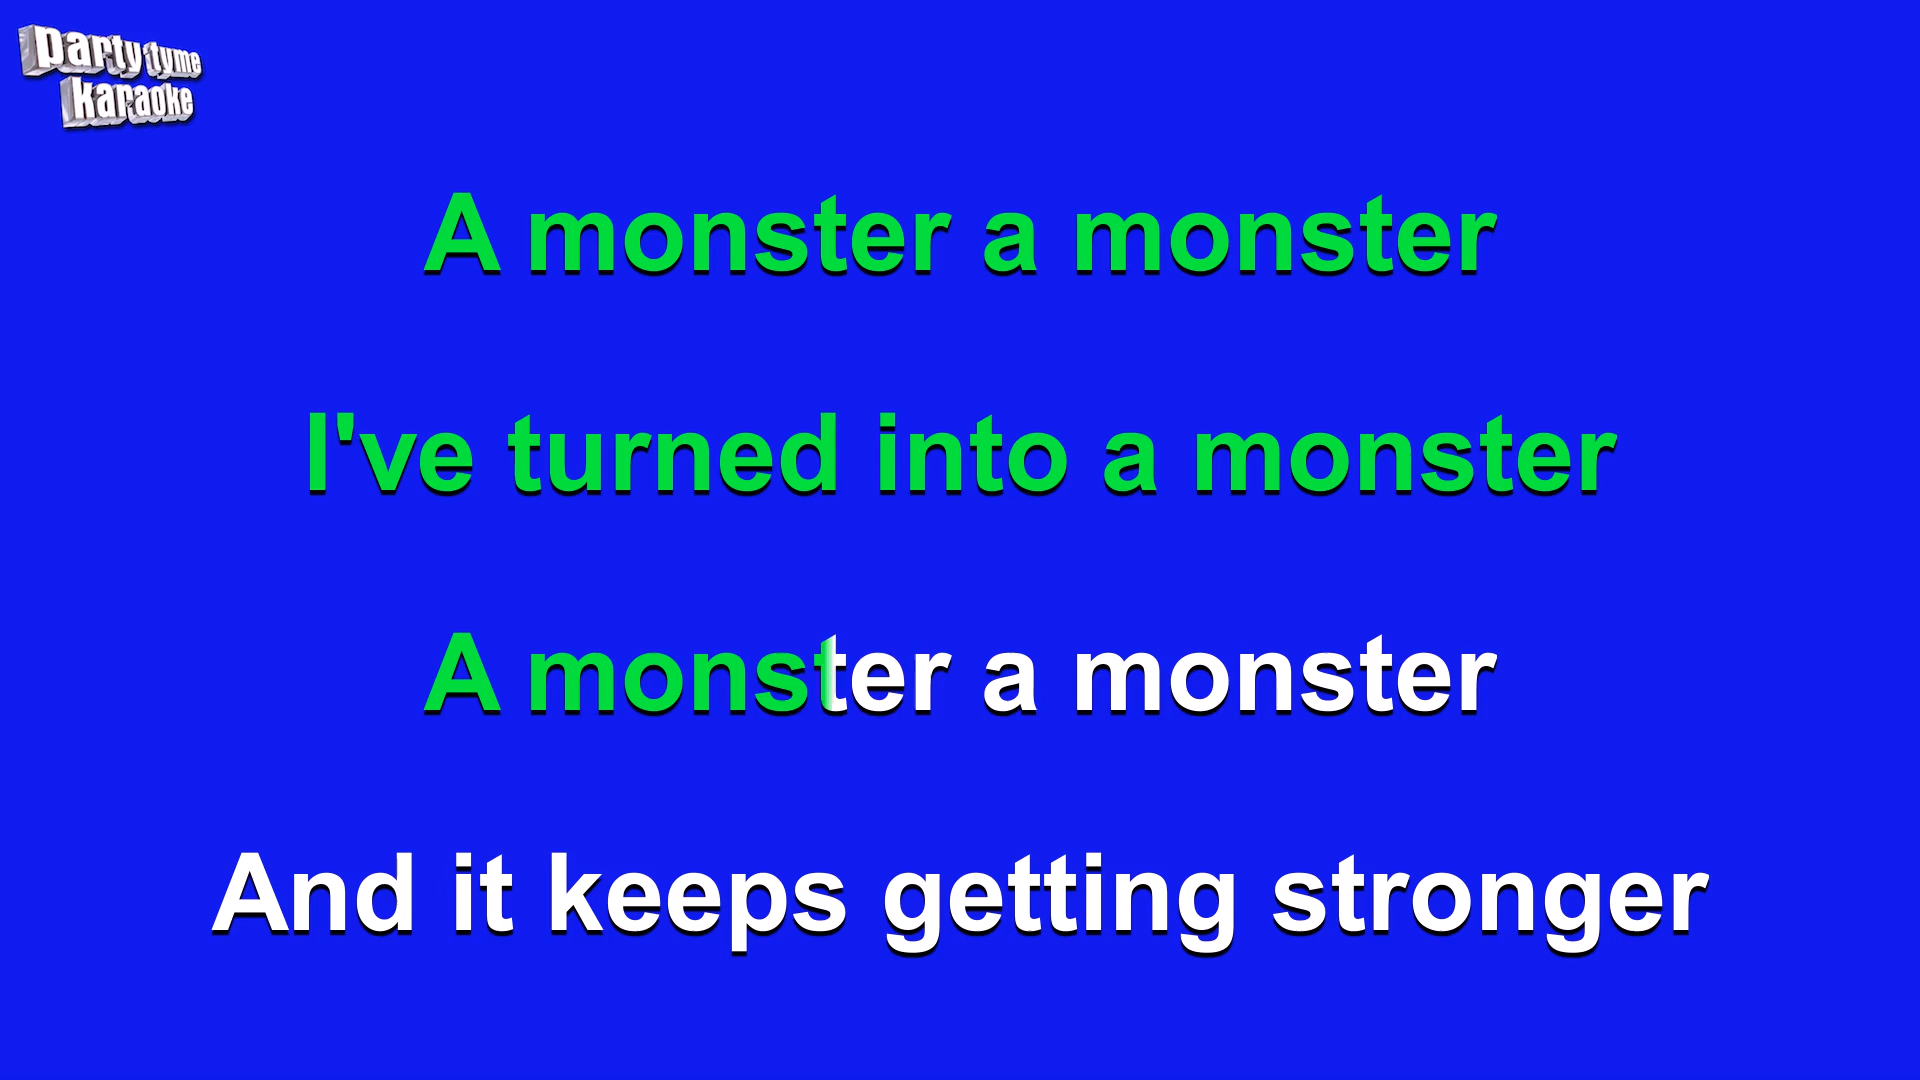 party tyme
karaoke
A monster a monster
I've turned into a monster
A monster a monster
And it keeps getting stronger